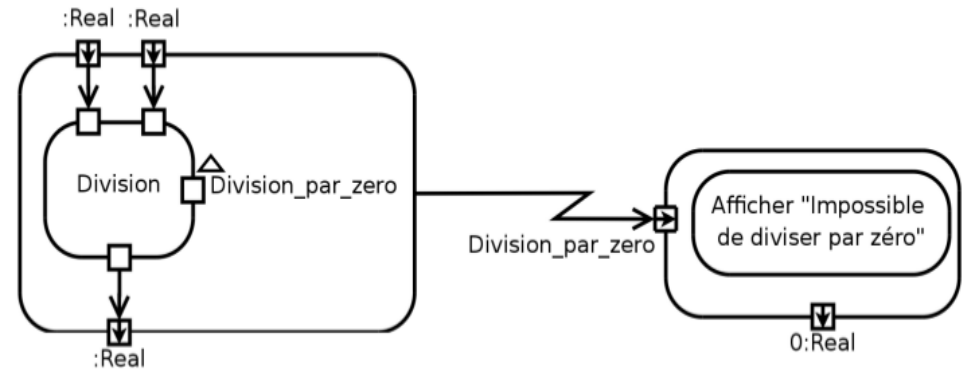 :Real :Real
Division
Division_par_zero
:Real
Division_par_zero
Afficher "Impossible
de diviser par zéro"
0:Real